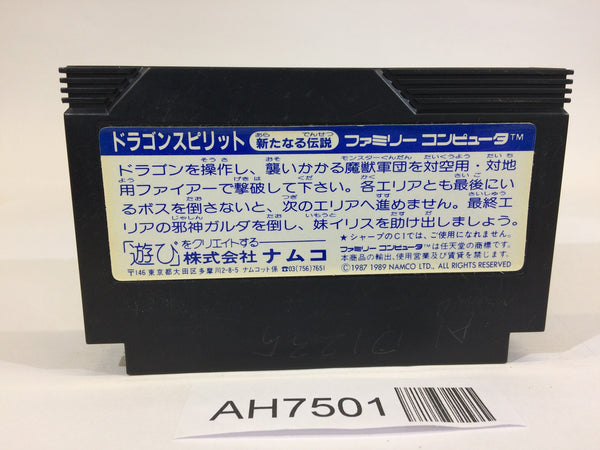 ドラゴンスピリット 新たなる伝説 ファミリー コンピュータ™
ドラゴンを操作し、襲いかかる魔獣軍団を対空用・対地
用ファイアーで撃破して下さい。各エリアとも最後にい
るボスを倒さないと、次のエリアへ進めません。最終エ
リアの邪神ガルダを倒し、妹イリスを助け出しましょう。
「遊び」をクリエイトする━━
株式会社 ナムコ
〒146 東京都大田区多摩川2-8-5 ナムコット係 ☎03(756)7651
★シャープのC1では、ご使用になれません。
ファミリー コンピュータ™は任天堂の商標です。
本商品の輸出、使用営業及び賃貸を禁じます。
©1987 1989 NAMCO LTD., ALL RIGHTS RESERVED
AH7501